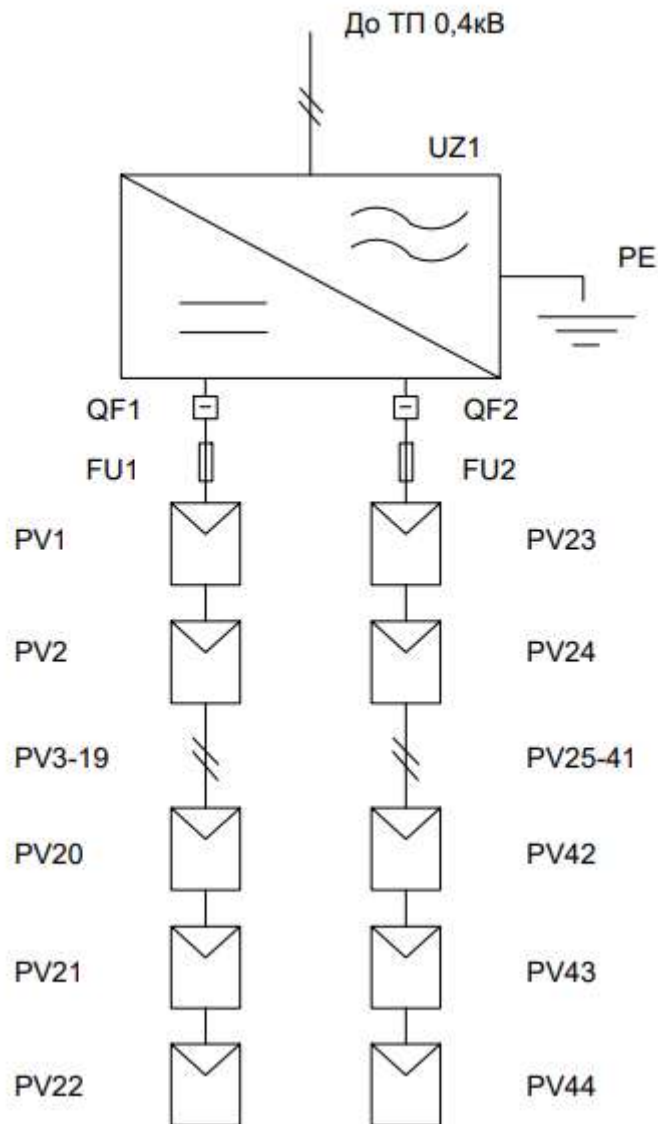 До ТП 0,4кВ
UZ1
PE
QF1
QF2
FU1
FU2
PV1
PV23
PV2
PV24
PV3-19
PV25-41
PV20
PV42
PV21
PV43
PV22
PV44